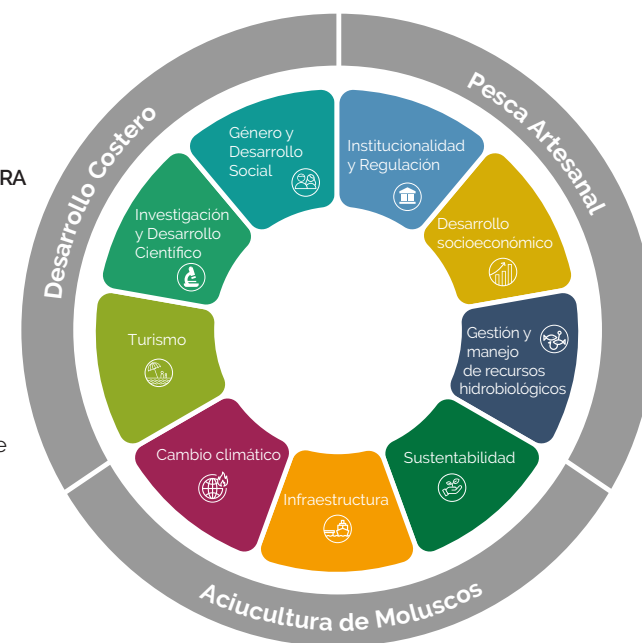 Desarrollo Costero
Pesca Artesanal
Aciucultura de Moluscos
Género y
Desarrollo
Social
Institucionalidad
y Regulación
Desarrollo
socioeconómico
Gestión y
manejo
de recursos
hidrobiológicos
Sustentabilidad
Infraestructura
Cambio climático
Turismo
Investigación
y Desarrollo
Científico
RA
e